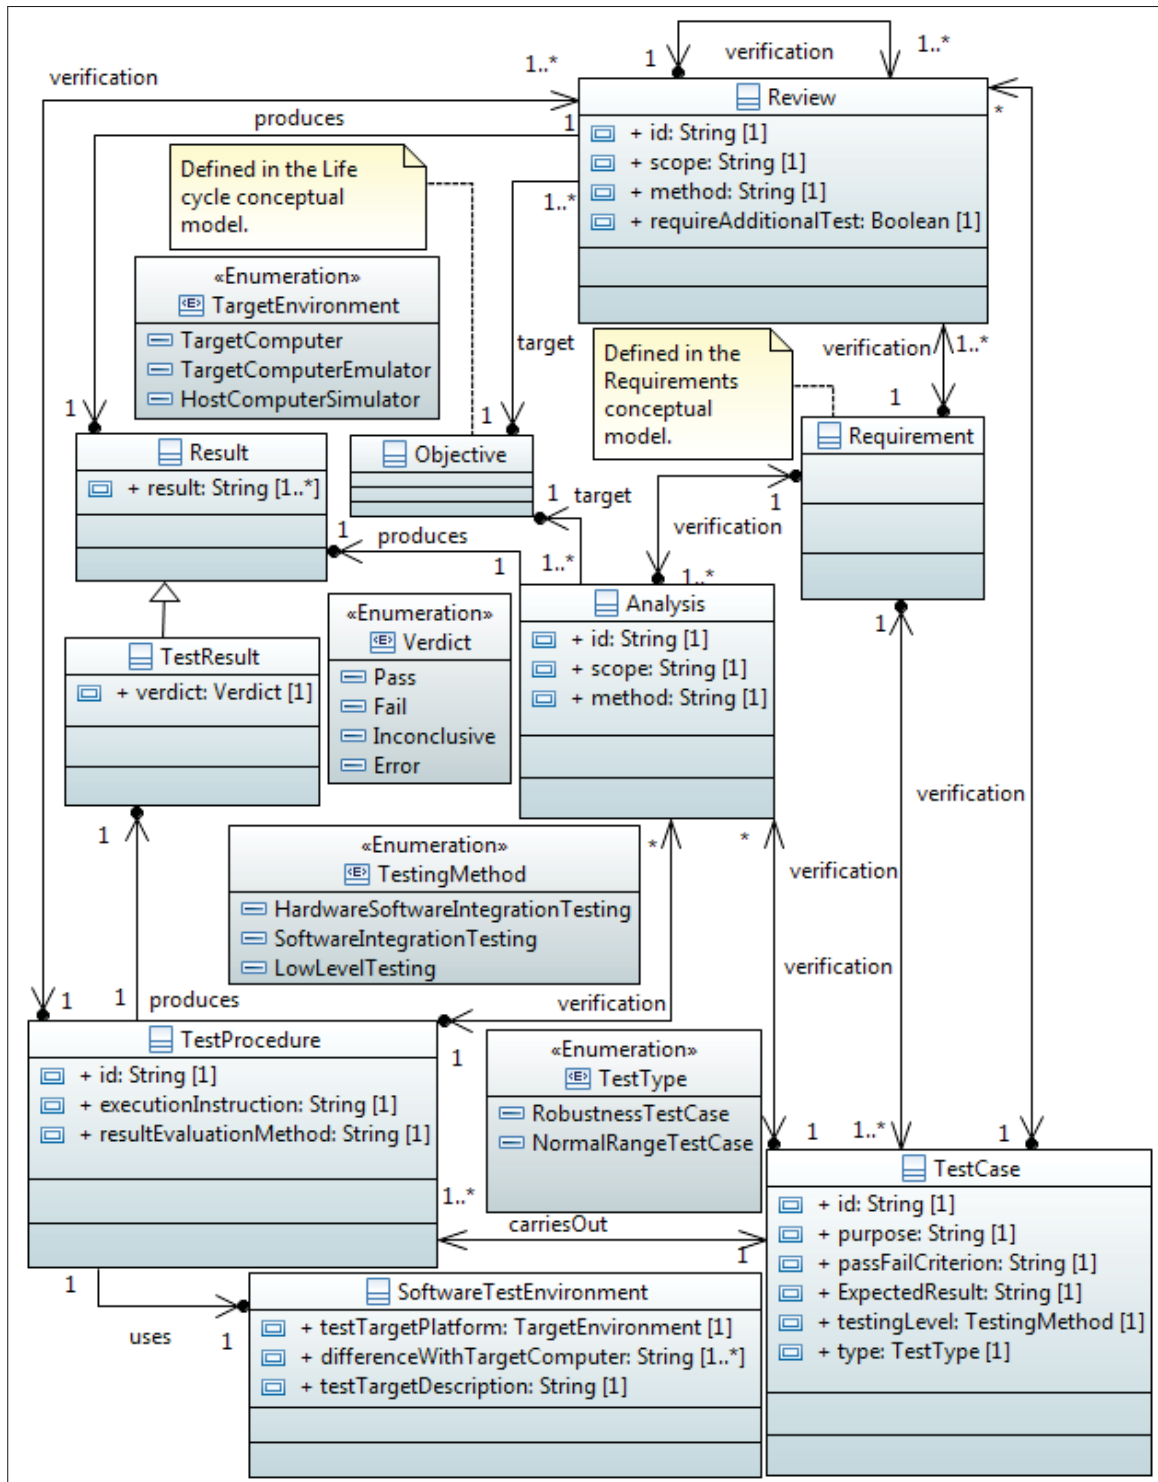 1
verification
1..*
verification
1..*
Review
*
produces
1
+ id: String [1]
+ scope: String [1]
+ method: String [1]
+ requireAdditionalTest: Boolean [1]
Defined in the Life
cycle conceptual
model.
1..*
«Enumeration»
TargetEnvironment
TargetComputer
TargetComputerEmulator
HostComputerSimulator
target
Defined in the
Requirements
conceptual
model.
verification
1..*
1
1
1
Result
+ result: String [1..*]
Objective
Requirement
1
target
1
verification
1
produces
1
1..*
1..*
«Enumeration»
Verdict
Pass
Fail
Inconclusive
Error
Analysis
+ id: String [1]
+ scope: String [1]
+ method: String [1]
1
TestResult
+ verdict: Verdict [1]
verification
1
«Enumeration»
TestingMethod
HardwareSoftwareIntegrationTesting
SoftwareIntegrationTesting
LowLevelTesting
*
*
verification
verification
1
1
produces
verification
TestProcedure
+ id: String [1]
+ executionInstruction: String [1]
+ resultEvaluationMethod: String [1]
1
«Enumeration»
TestType
RobustnessTestCase
NormalRangeTestCase
1
1..*
1
TestCase
+ id: String [1]
+ purpose: String [1]
+ passFailCriterion: String [1]
+ ExpectedResult: String [1]
+ testingLevel: TestingMethod [1]
+ type: TestType [1]
1..*
carriesOut
1
1
uses
1
SoftwareTestEnvironment
+ testTargetPlatform: TargetEnvironment [1]
+ differenceWithTargetComputer: String [1..*]
+ testTargetDescription: String [1]